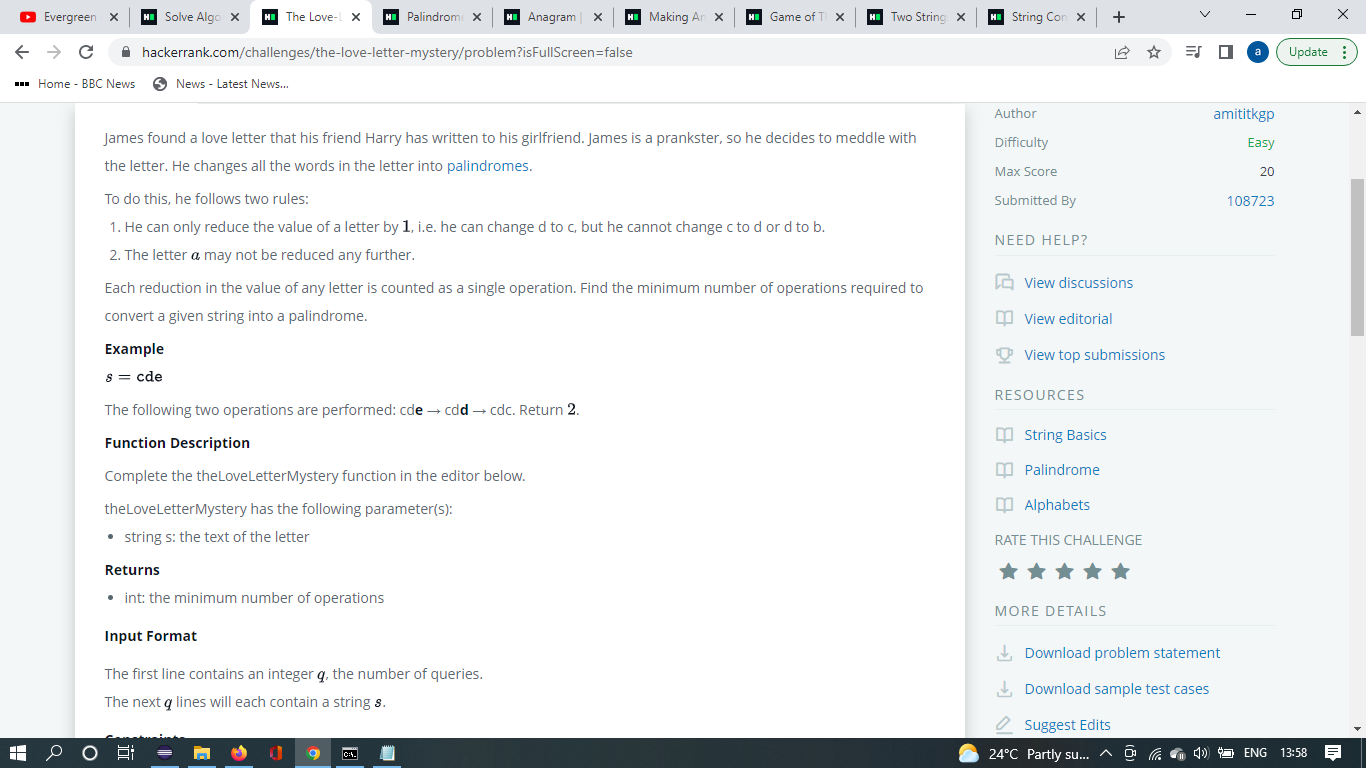 Evergreen
Solve Algo
The Love-L
Palindrom
Anagram |
Making An
Game of Th
Two String
String Con
hackerrank.com/challenges/the-love-letter-mystery/problem?isFullScreen=false
a
Update
Home - BBC News
News - Latest News...
James found a love letter that his friend Harry has written to his girlfriend. James is a prankster, so he decides to meddle with
the letter. He changes all the words in the letter into palindromes.
To do this, he follows two rules:
1. He can only reduce the value of a letter by 1, i.e. he can change d to c, but he cannot change c to d or d to b.
2. The letter a may not be reduced any further.
Each reduction in the value of any letter is counted as a single operation. Find the minimum number of operations required to
convert a given string into a palindrome.
Example
s = cde
The following two operations are performed: cde → cdd → cdc. Return 2.
Function Description
Complete the theLoveLetterMystery function in the editor below.
theLoveLetterMystery has the following parameter(s):
• string s: the text of the letter
Returns
• int: the minimum number of operations
Input Format
The first line contains an integer q, the number of queries.
The next q lines will each contain a string s.
Constraints
Author amititkgp
Difficulty Easy
Max Score 20
Submitted By 108723
NEED HELP?
View discussions
View editorial
View top submissions
RESOURCES
String Basics
Palindrome
Alphabets
RATE THIS CHALLENGE
MORE DETAILS
Download problem statement
Download sample test cases
Suggest Edits
24°C Partly su...
ENG
13:58